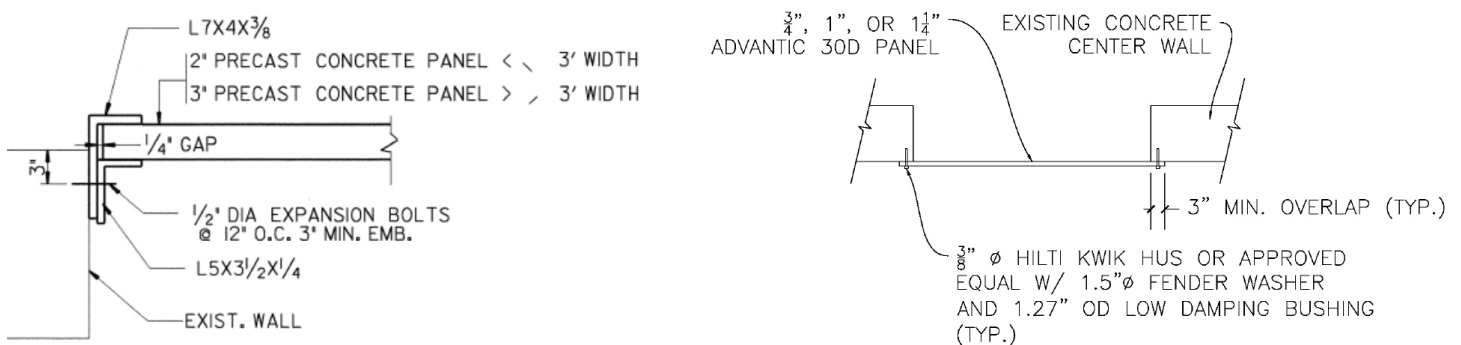 L7X4X3/8
2" PRECAST CONCRETE PANEL < 3' WIDTH
3" PRECAST CONCRETE PANEL > 3' WIDTH
1/4" GAP
3"
1/2" DIA EXPANSION BOLTS
@ 12" O.C. 3" MIN. EMB.
L5X3 1/2X1/4
EXIST. WALL
3/4", 1", OR 1 1/4"
ADVANTIC 30D PANEL
EXISTING CONCRETE
CENTER WALL
3" MIN. OVERLAP (TYP.)
3/8" Ø HILTI KWIK HUS OR APPROVED
EQUAL W/ 1.5"Ø FENDER WASHER
AND 1.27" OD LOW DAMPING BUSHING
(TYP.)